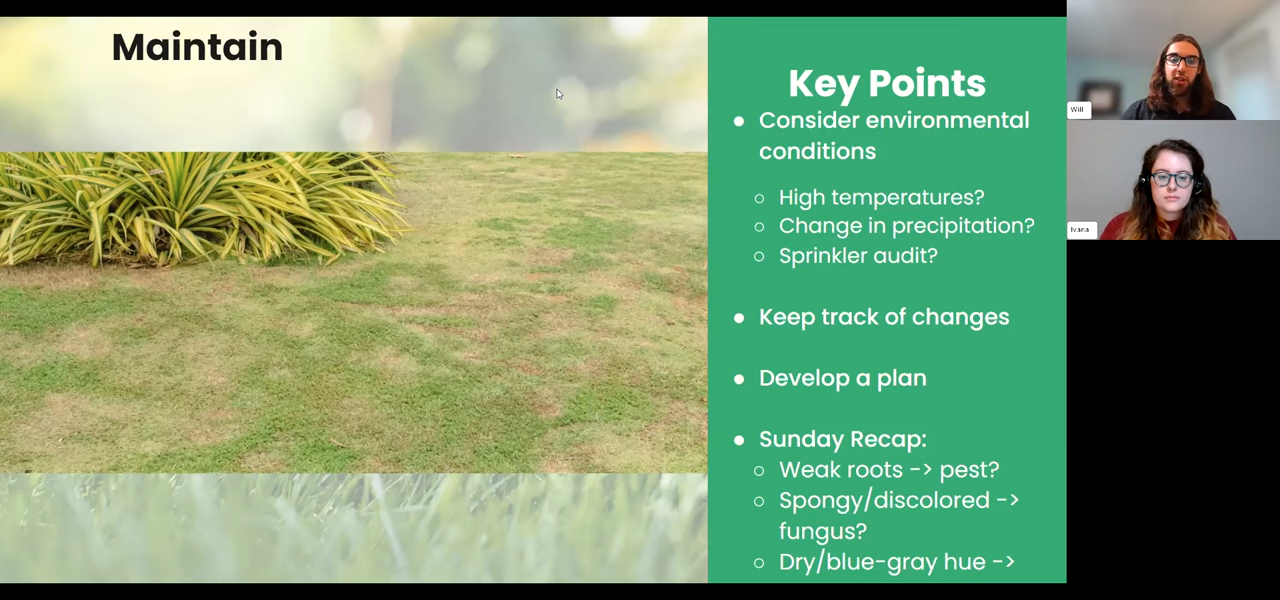 Maintain
Key Points
● Consider environmental
conditions
○ High temperatures?
○ Change in precipitation?
○ Sprinkler audit?
● Keep track of changes
● Develop a plan
● Sunday Recap:
○ Weak roots -> pest?
○ Spongy/discolored ->
fungus?
○ Dry/blue-gray hue ->
Will
Ivana